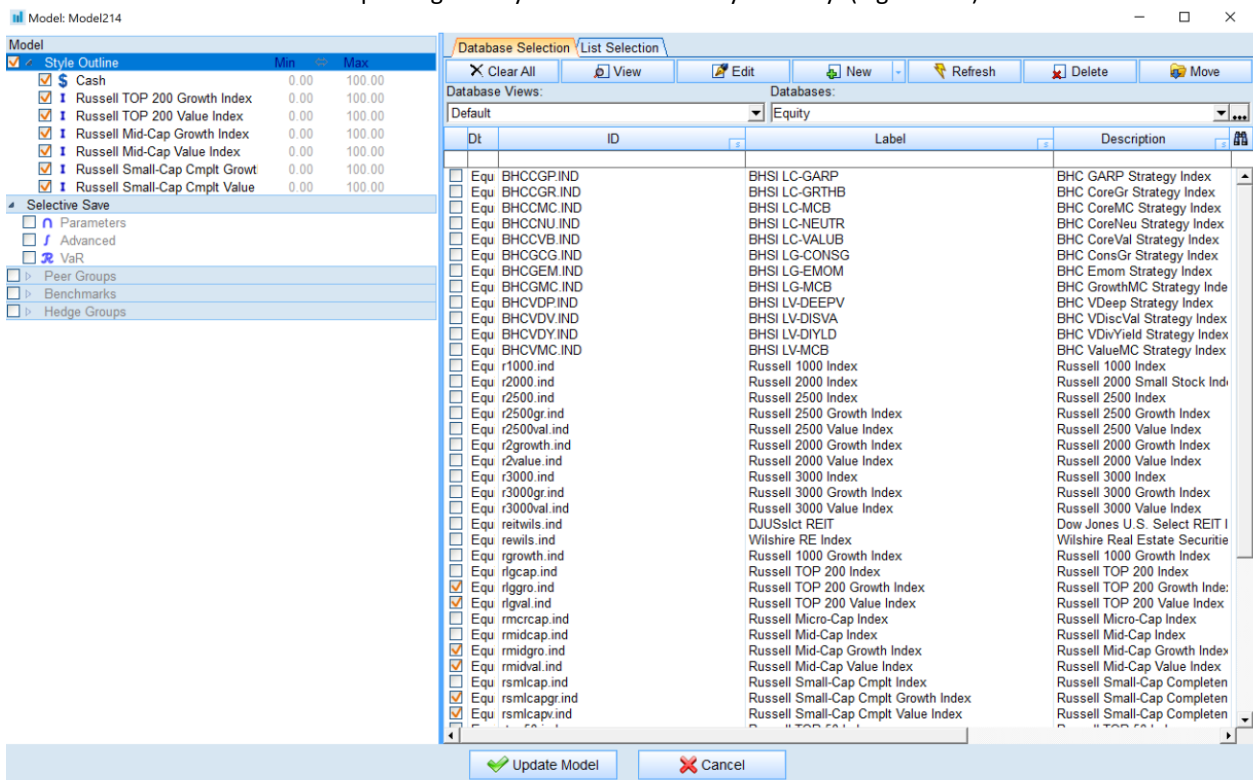 Model: Model214
Model
Style Outline Min Max
$ Cash 0.00 100.00
I Russell TOP 200 Growth Index 0.00 100.00
I Russell TOP 200 Value Index 0.00 100.00
I Russell Mid-Cap Growth Index 0.00 100.00
I Russell Mid-Cap Value Index 0.00 100.00
I Russell Small-Cap Cmplt Growt 0.00 100.00
I Russell Small-Cap Cmplt Value 0.00 100.00
Selective Save
Parameters
Advanced
VaR
Peer Groups
Benchmarks
Hedge Groups
Database Selection List Selection
Clear All View Edit New Refresh Delete Move
Database Views: Databases:
Default Equity
Dt ID Label Description
Equ BHCCGP.IND BHSI LC-GARP BHC GARP Strategy Index
Equ BHCCGR.IND BHSI LC-GRTHB BHC CoreGr Strategy Index
Equ BHCCMC.IND BHSI LC-MCB BHC CoreMC Strategy Index
Equ BHCCNU.IND BHSI LC-NEUTR BHC CoreNeu Strategy Index
Equ BHCCVB.IND BHSI LC-VALUB BHC CoreVal Strategy Index
Equ BHCGCG.IND BHSI LG-CONSG BHC ConsGr Strategy Index
Equ BHCGEM.IND BHSI LG-EMOM BHC Emom Strategy Index
Equ BHCGMC.IND BHSI LG-MCB BHC GrowthMC Strategy Inde
Equ BHCVDP.IND BHSI LV-DEEPV BHC VDeep Strategy Index
Equ BHCVDV.IND BHSI LV-DISVA BHC VDiscVal Strategy Index
Equ BHCVDY.IND BHSI LV-DIYLD BHC VDivYield Strategy Index
Equ BHCVMC.IND BHSI LV-MCB BHC ValueMC Strategy Index
Equ r1000.ind Russell 1000 Index Russell 1000 Index
Equ r2000.ind Russell 2000 Index Russell 2000 Small Stock Ind
Equ r2500.ind Russell 2500 Index Russell 2500 Index
Equ r2500gr.ind Russell 2500 Growth Index Russell 2500 Growth Index
Equ r2500val.ind Russell 2500 Value Index Russell 2500 Value Index
Equ r2growth.ind Russell 2000 Growth Index Russell 2000 Growth Index
Equ r2value.ind Russell 2000 Value Index Russell 2000 Value Index
Equ r3000.ind Russell 3000 Index Russell 3000 Index
Equ r3000gr.ind Russell 3000 Growth Index Russell 3000 Growth Index
Equ r3000val.ind Russell 3000 Value Index Russell 3000 Value Index
Equ reitwils.ind DJUSslct REIT Dow Jones U.S. Select REIT I
Equ rewils.ind Wilshire RE Index Wilshire Real Estate Securitie
Equ rgrowth.ind Russell 1000 Growth Index Russell 1000 Growth Index
Equ rlgcap.ind Russell TOP 200 Index Russell TOP 200 Index
Equ rlggro.ind Russell TOP 200 Growth Index Russell TOP 200 Growth Inde
Equ rlgval.ind Russell TOP 200 Value Index Russell TOP 200 Value Index
Equ rmcrcap.ind Russell Micro-Cap Index Russell Micro-Cap Index
Equ rmidcap.ind Russell Mid-Cap Index Russell Mid-Cap Index
Equ rmidgro.ind Russell Mid-Cap Growth Index Russell Mid-Cap Growth Index
Equ rmidval.ind Russell Mid-Cap Value Index Russell Mid-Cap Value Index
Equ rsmlcap.ind Russell Small-Cap Cmplt Index Russell Small-Cap Completen
Equ rsmlcapgr.ind Russell Small-Cap Cmplt Growth Index Russell Small-Cap Completen
Equ rsmlcapv.ind Russell Small-Cap Cmplt Value Index Russell Small-Cap Completen
Update Model Cancel